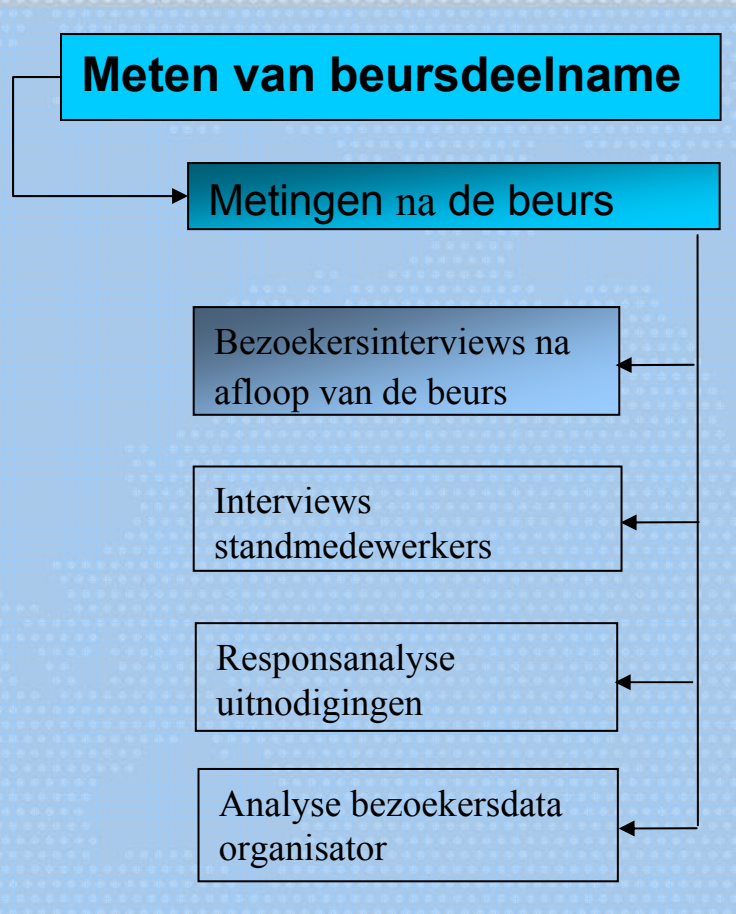 Meten van beursdeelname
Metingen na de beurs
Bezoekersinterviews na
afloop van de beurs
Interviews
standmedewerkers
Responsanalyse
uitnodigingen
Analyse bezoekersdata
organisator